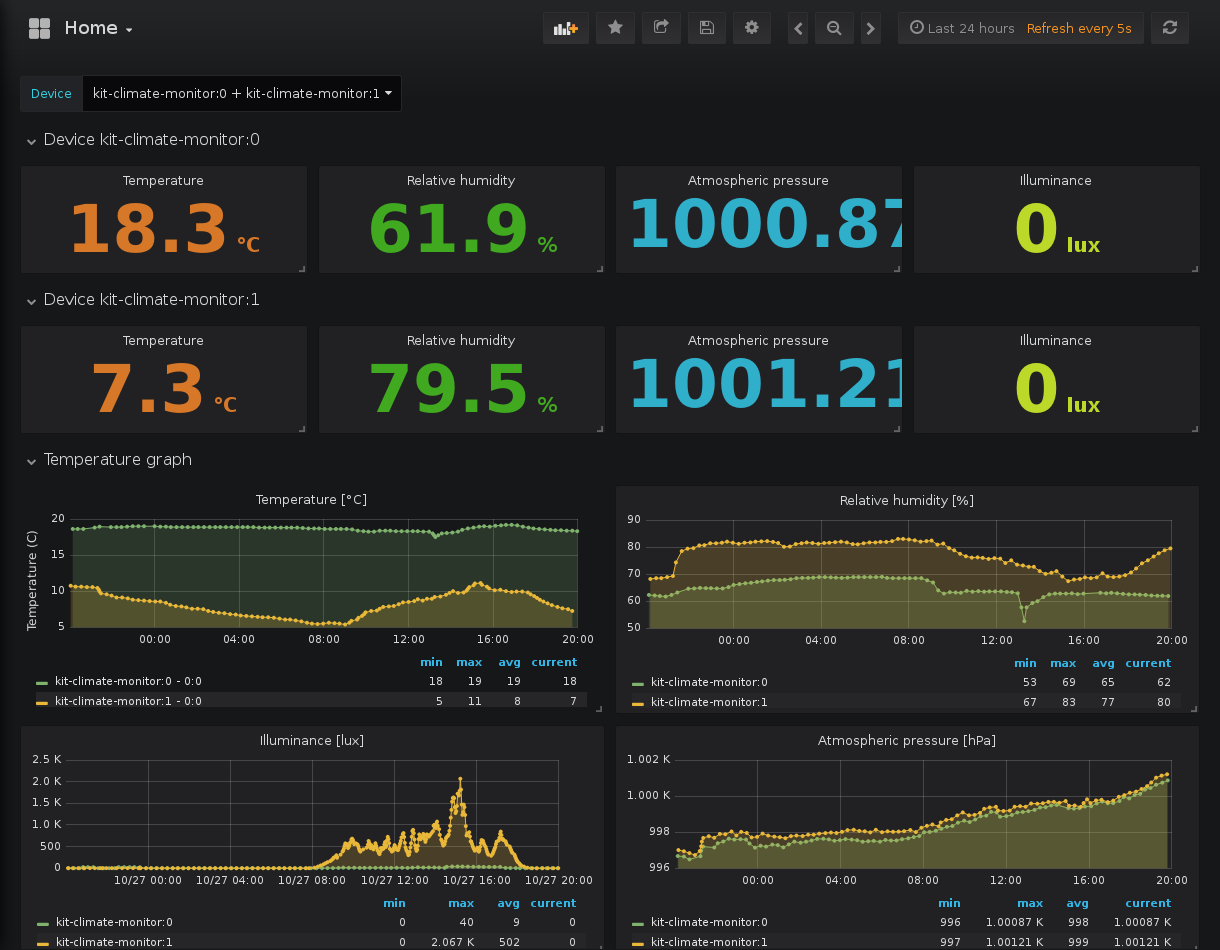 Home
Last 24 hours Refresh every 5s
Device kit-climate-monitor:0 + kit-climate-monitor:1
Device kit-climate-monitor:0
Temperature Relative humidity Atmospheric pressure Illuminance
18.3 °C 61.9 % 1000.87 0 lux
Device kit-climate-monitor:1
Temperature Relative humidity Atmospheric pressure Illuminance
7.3 °C 79.5 % 1001.21 0 lux
Temperature graph
Temperature [°C]
Temperature (C)
20
15
10
5
00:00 04:00 08:00 12:00 16:00 20:00
min max avg current
kit-climate-monitor:0 - 0:0 18 19 19 18
kit-climate-monitor:1 - 0:0 5 11 8 7
Relative humidity [%]
90
80
70
60
50
00:00 04:00 08:00 12:00 16:00 20:00
min max avg current
kit-climate-monitor:0 53 69 65 62
kit-climate-monitor:1 67 83 77 80
Illuminance [lux]
2.5 K
2.0 K
1.5 K
1.0 K
500
0
10/27 00:00 10/27 04:00 10/27 08:00 10/27 12:00 10/27 16:00 10/27 20:00
min max avg current
kit-climate-monitor:0 0 40 9 0
kit-climate-monitor:1 0 2.067 K 502 0
Atmospheric pressure [hPa]
1.002 K
1.000 K
998
996
00:00 04:00 08:00 12:00 16:00 20:00
min max avg current
kit-climate-monitor:0 996 1.00087 K 998 1.00087 K
kit-climate-monitor:1 997 1.00121 K 999 1.00121 K